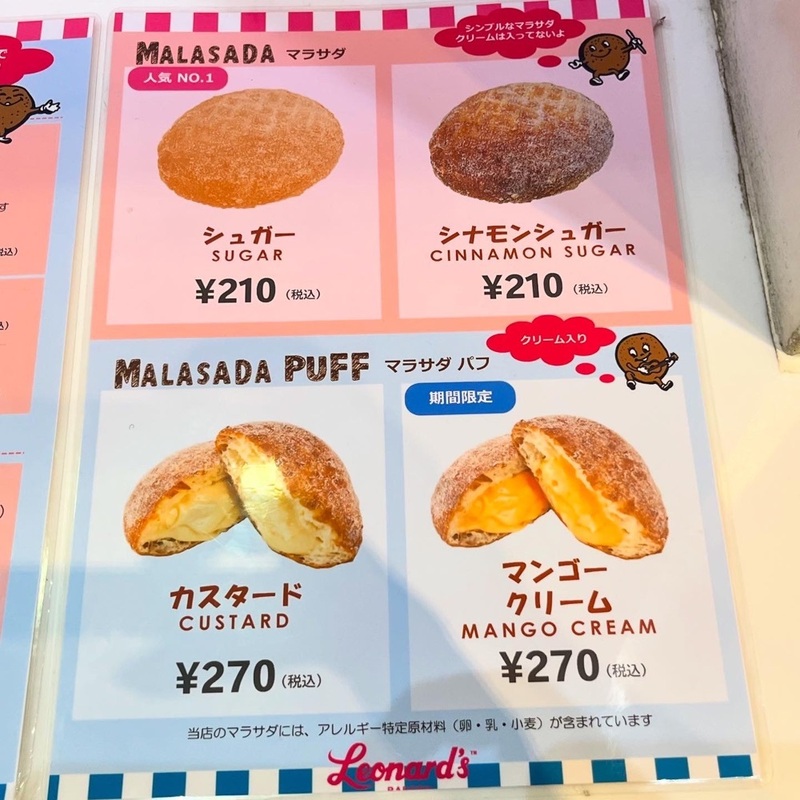 で
す
税込)
込)
)
MALASADA マラサダ
シンプルなマラサダ
クリームは入ってないよ
人気 NO.1
シュガー
SUGAR
¥210 (税込)
シナモンシュガー
CINNAMON SUGAR
¥210 (税込)
MALASADA PUFF マラサダ パフ
クリーム入り
カスタード
CUSTARD
¥270 (税込)
期間限定
マンゴー
クリーム
MANGO CREAM
¥270 (税込)
当店のマラサダには、アレルギー特定原材料（卵・乳・小麦）が含まれています
Leonard's™